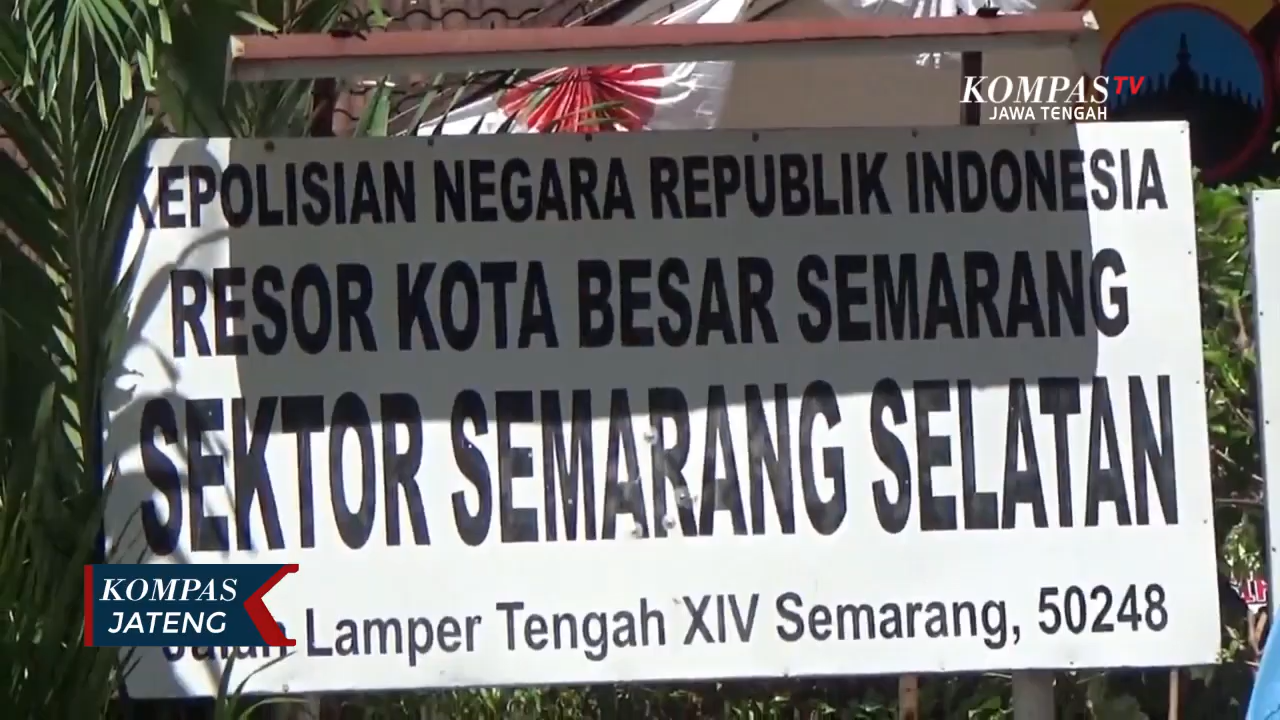 KOMPAS TV
JAWA TENGAH
KEPOLISIAN NEGARA REPUBLIK INDONESIA
RESOR KOTA BESAR SEMARANG
SEKTOR SEMARANG SELATAN
Jalan Lamper Tengah XIV Semarang, 50248
KOMPAS
JATENG